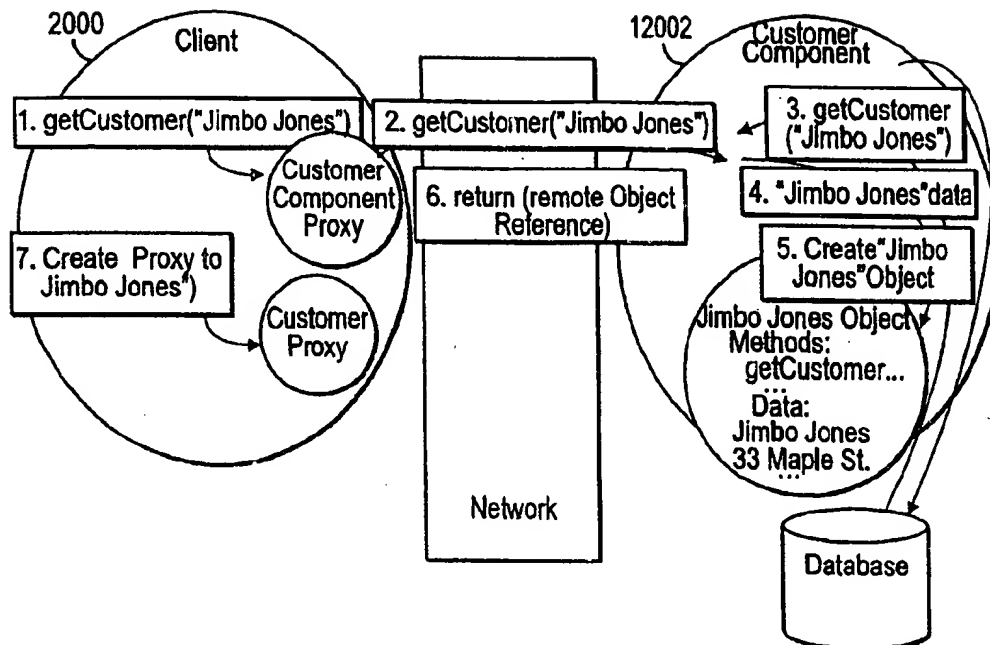 2000
Client
12002
Customer
Component
1. getCustomer("Jimbo Jones")
2. getCustomer("Jimbo Jones")
3. getCustomer
("Jimbo Jones")
Customer
Component
Proxy
6. return (remote Object
Reference)
4. "Jimbo Jones"data
7. Create Proxy to
Jimbo Jones")
5. Create"Jimbo
Jones"Object
Customer
Proxy
Jimbo Jones Object
Methods:
getCustomer...
...
Data:
Jimbo Jones
33 Maple St.
...
Network
Database